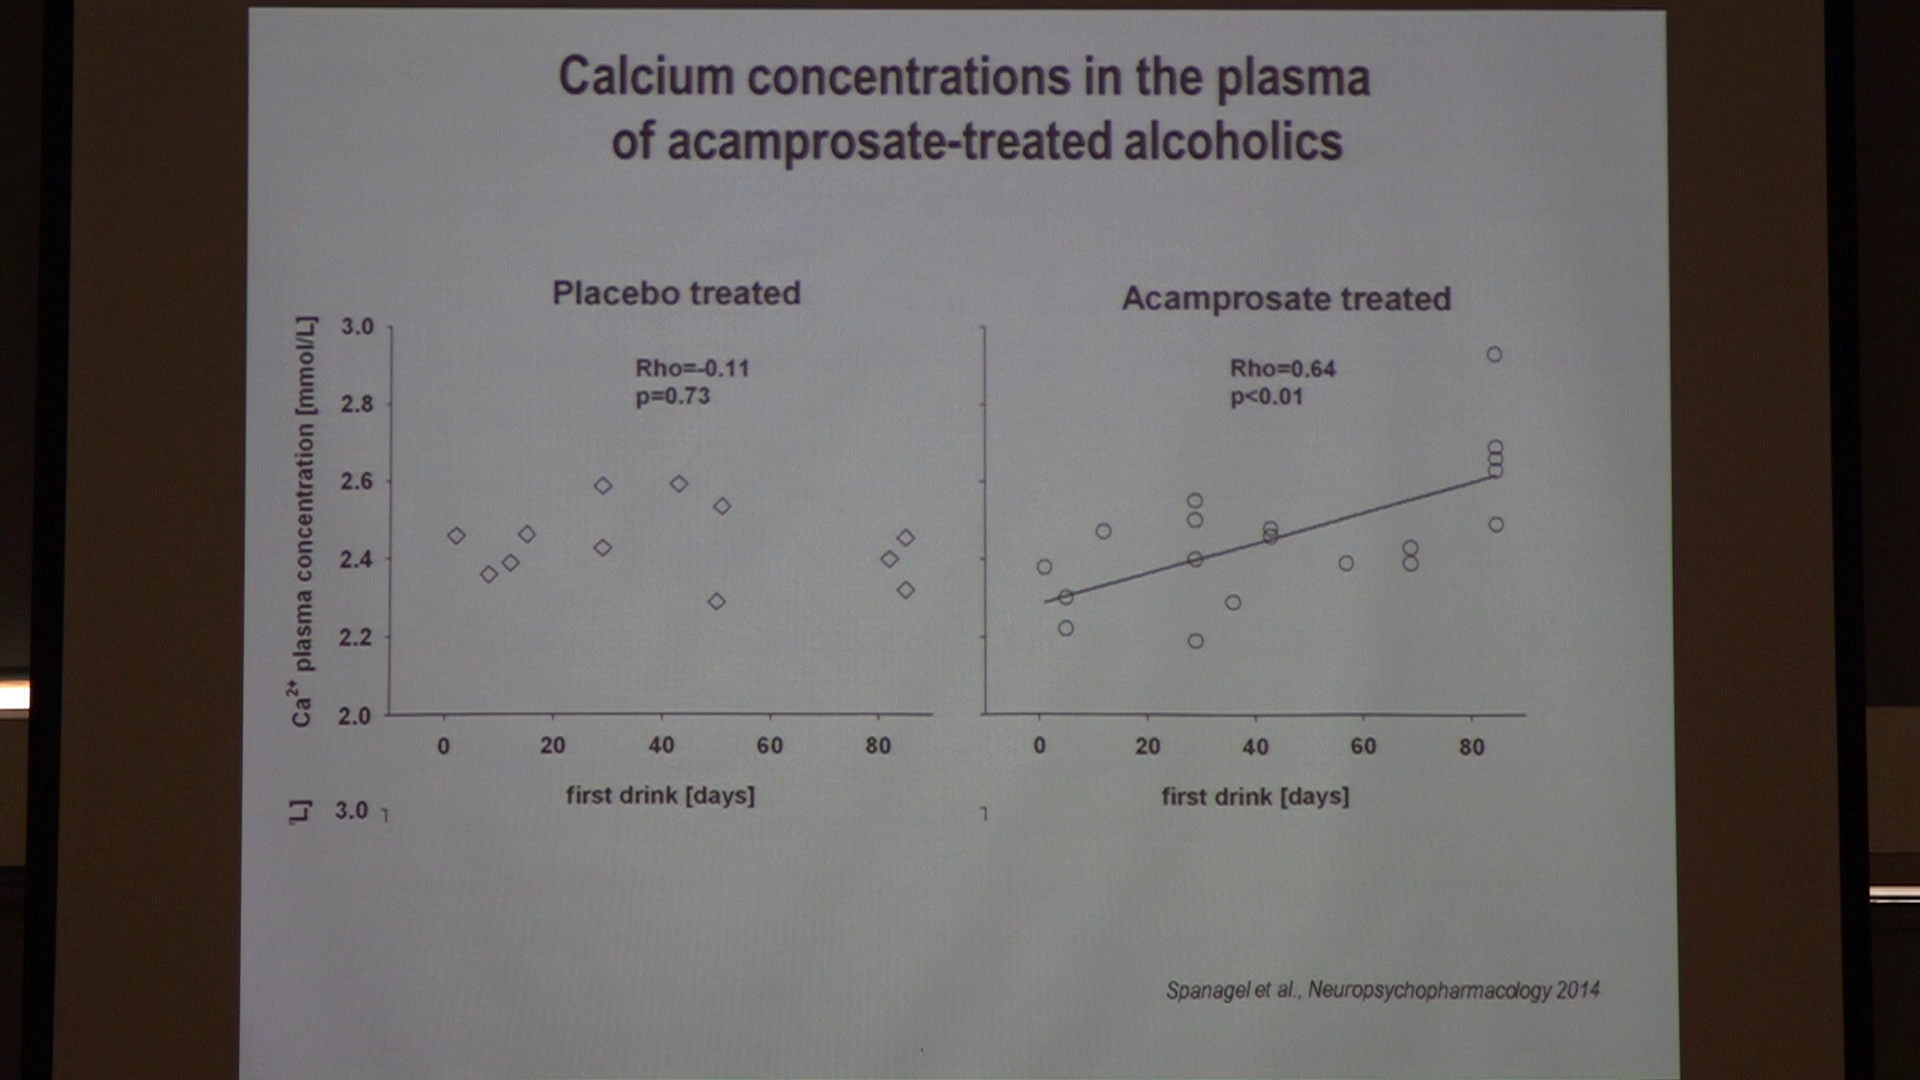 Calcium concentrations in the plasma
of acamprosate-treated alcoholics
Placebo treated
Acamprosate treated
Ca2+ plasma concentration [mmol/L]
3.0
2.8
2.6
2.4
2.2
2.0
Rho=-0.11
p=0.73
Rho=0.64
p<0.01
0 20 40 60 80
0 20 40 60 80
first drink [days]
first drink [days]
L]
3.0
Spanagel et al., Neuropsychopharmacology 2014